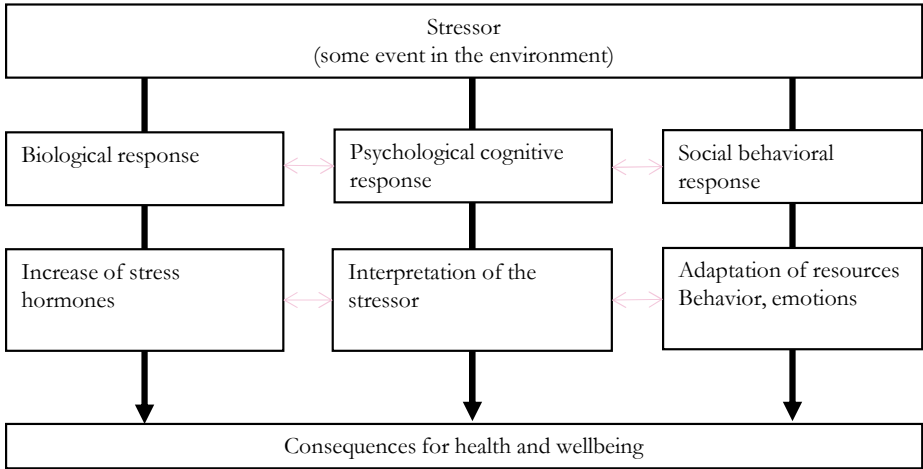 Stressor
(some event in the environment)
Biological response
Psychological cognitive
response
Social behavioral
response
Increase of stress
hormones
Interpretation of the
stressor
Adaptation of resources
Behavior, emotions
Consequences for health and wellbeing